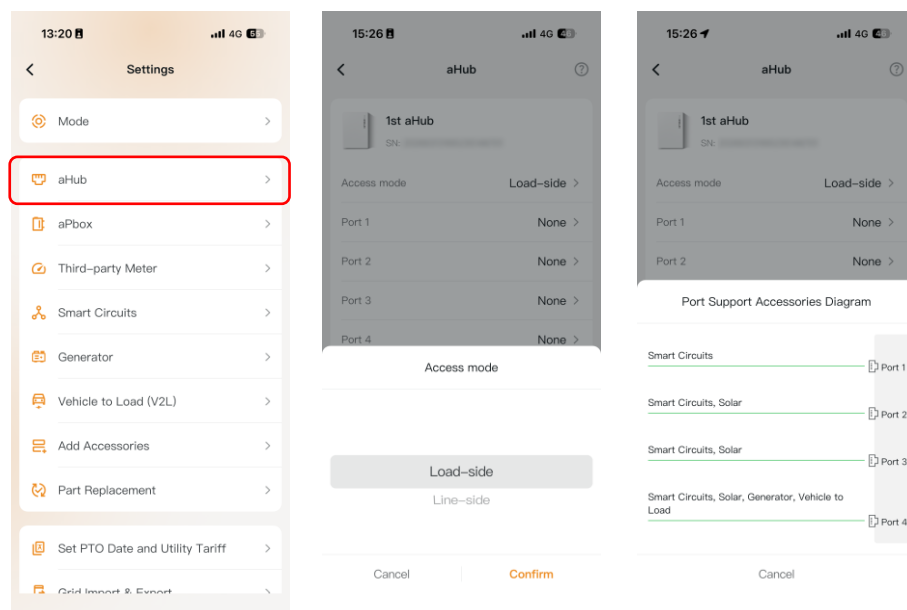 13:20
4G
Settings
Mode
aHub
aPbox
Third-party Meter
Smart Circuits
Generator
Vehicle to Load (V2L)
Add Accessories
Part Replacement
Set PTO Date and Utility Tariff
Grid Import & Export
15:26
4G
aHub
1st aHub
SN:
Access mode
Load-side
Port 1
None
Port 2
None
Port 3
None
Port 4
None
Access mode
Load-side
Line-side
Cancel
Confirm
15:26
4G
aHub
1st aHub
SN:
Access mode
Load-side
Port 1
None
Port 2
None
Port Support Accessories Diagram
Smart Circuits
Port 1
Smart Circuits, Solar
Port 2
Smart Circuits, Solar
Port 3
Smart Circuits, Solar, Generator, Vehicle to
Load
Port 4
Cancel